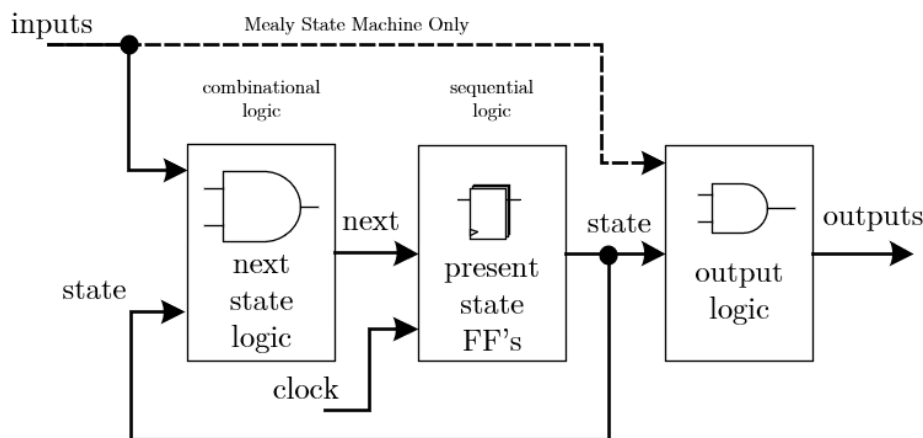 inputs
Mealy State Machine Only
combinational
logic
sequential
logic
next
state
logic
next
present
state
FF's
state
output
logic
outputs
state
clock